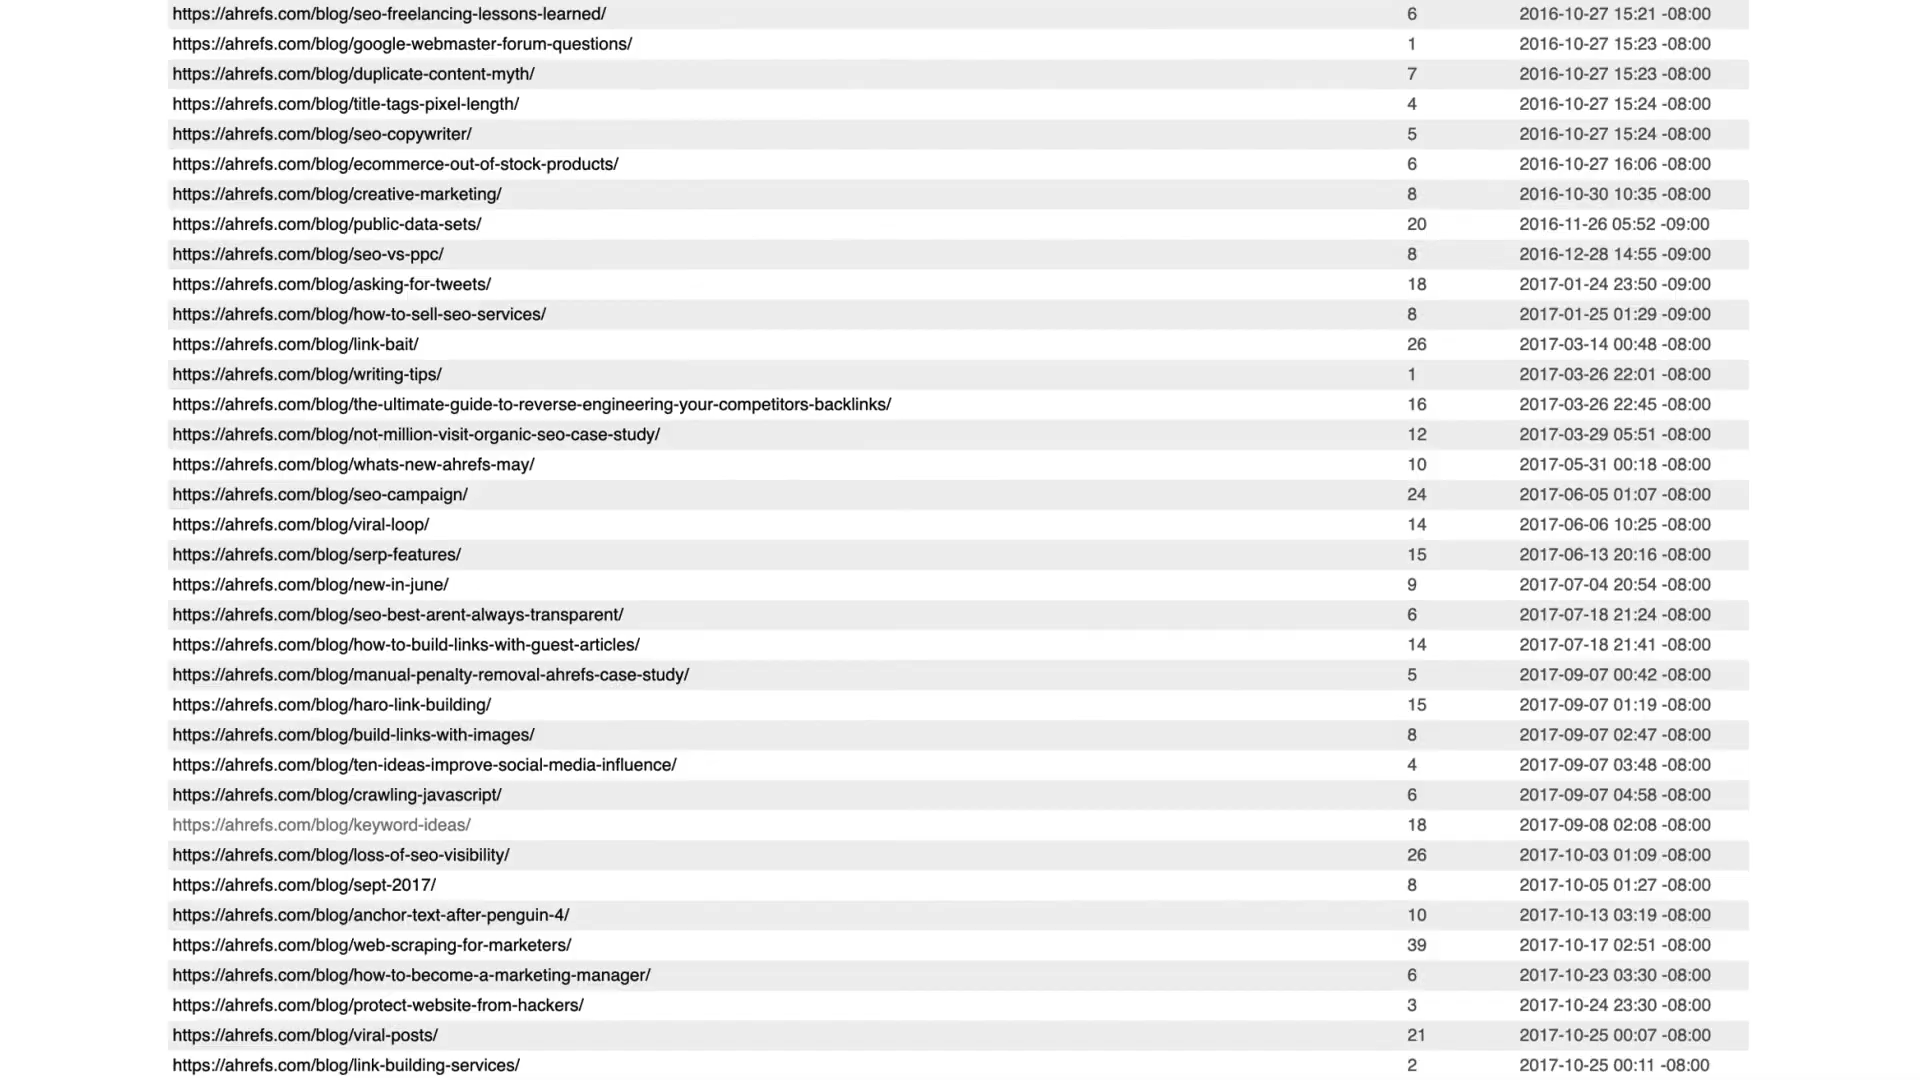 https://ahrefs.com/blog/seo-freelancing-lessons-learned/ 6 2016-10-27 15:21 -08:00
https://ahrefs.com/blog/google-webmaster-forum-questions/ 1 2016-10-27 15:23 -08:00
https://ahrefs.com/blog/duplicate-content-myth/ 7 2016-10-27 15:23 -08:00
https://ahrefs.com/blog/title-tags-pixel-length/ 4 2016-10-27 15:24 -08:00
https://ahrefs.com/blog/seo-copywriter/ 5 2016-10-27 15:24 -08:00
https://ahrefs.com/blog/ecommerce-out-of-stock-products/ 6 2016-10-27 16:06 -08:00
https://ahrefs.com/blog/creative-marketing/ 8 2016-10-30 10:35 -08:00
https://ahrefs.com/blog/public-data-sets/ 20 2016-11-26 05:52 -09:00
https://ahrefs.com/blog/seo-vs-ppc/ 8 2016-12-28 14:55 -09:00
https://ahrefs.com/blog/asking-for-tweets/ 18 2017-01-24 23:50 -09:00
https://ahrefs.com/blog/how-to-sell-seo-services/ 8 2017-01-25 01:29 -09:00
https://ahrefs.com/blog/link-bait/ 26 2017-03-14 00:48 -08:00
https://ahrefs.com/blog/writing-tips/ 1 2017-03-26 22:01 -08:00
https://ahrefs.com/blog/the-ultimate-guide-to-reverse-engineering-your-competitors-backlinks/ 16 2017-03-26 22:45 -08:00
https://ahrefs.com/blog/not-million-visit-organic-seo-case-study/ 12 2017-03-29 05:51 -08:00
https://ahrefs.com/blog/whats-new-ahrefs-may/ 10 2017-05-31 00:18 -08:00
https://ahrefs.com/blog/seo-campaign/ 24 2017-06-05 01:07 -08:00
https://ahrefs.com/blog/viral-loop/ 14 2017-06-06 10:25 -08:00
https://ahrefs.com/blog/serp-features/ 15 2017-06-13 20:16 -08:00
https://ahrefs.com/blog/new-in-june/ 9 2017-07-04 20:54 -08:00
https://ahrefs.com/blog/seo-best-arent-always-transparent/ 6 2017-07-18 21:24 -08:00
https://ahrefs.com/blog/how-to-build-links-with-guest-articles/ 14 2017-07-18 21:41 -08:00
https://ahrefs.com/blog/manual-penalty-removal-ahrefs-case-study/ 5 2017-09-07 00:42 -08:00
https://ahrefs.com/blog/haro-link-building/ 15 2017-09-07 01:19 -08:00
https://ahrefs.com/blog/build-links-with-images/ 8 2017-09-07 02:47 -08:00
https://ahrefs.com/blog/ten-ideas-improve-social-media-influence/ 4 2017-09-07 03:48 -08:00
https://ahrefs.com/blog/crawling-javascript/ 6 2017-09-07 04:58 -08:00
https://ahrefs.com/blog/keyword-ideas/ 18 2017-09-08 02:08 -08:00
https://ahrefs.com/blog/loss-of-seo-visibility/ 26 2017-10-03 01:09 -08:00
https://ahrefs.com/blog/sept-2017/ 8 2017-10-05 01:27 -08:00
https://ahrefs.com/blog/anchor-text-after-penguin-4/ 10 2017-10-13 03:19 -08:00
https://ahrefs.com/blog/web-scraping-for-marketers/ 39 2017-10-17 02:51 -08:00
https://ahrefs.com/blog/how-to-become-a-marketing-manager/ 6 2017-10-23 03:30 -08:00
https://ahrefs.com/blog/protect-website-from-hackers/ 3 2017-10-24 23:30 -08:00
https://ahrefs.com/blog/viral-posts/ 21 2017-10-25 00:07 -08:00
https://ahrefs.com/blog/link-building-services/ 2 2017-10-25 00:11 -08:00